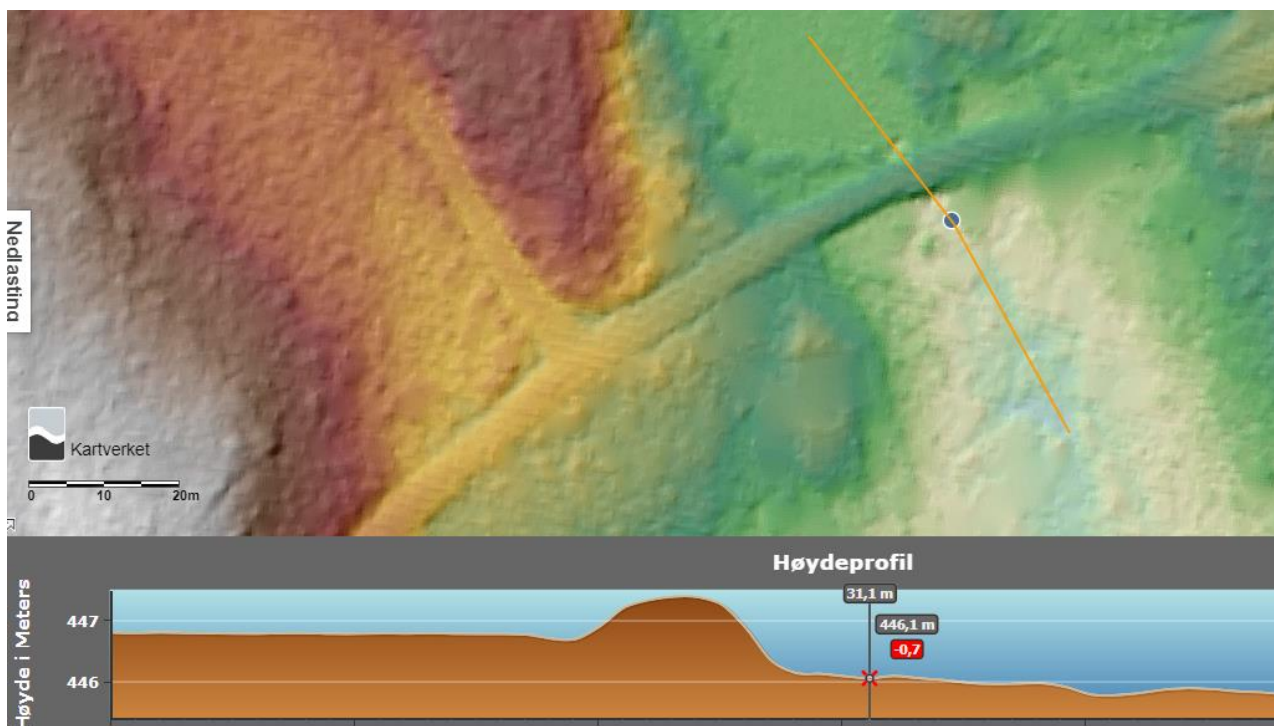 Nedlasting
Kartverket
0 10 20m
Høydeprofil
Høyde i Meters
31,1 m
447
446,1 m
-0,7
446